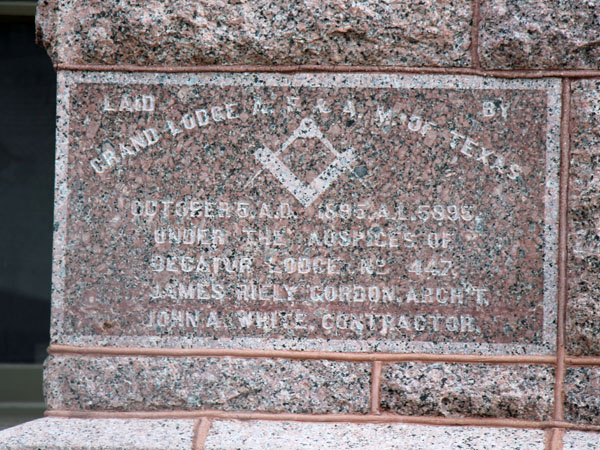 LAID BY
GRAND LODGE A. F. & A. M. OF TEXAS
OCTOBER 5, A.D. 1895, A.L. 5895,
UNDER THE AUSPICES OF
DECATUR LODGE NO 447.
JAMES RIELY GORDON, ARCH'T,
JOHN A. WHITE, CONTRACTOR.